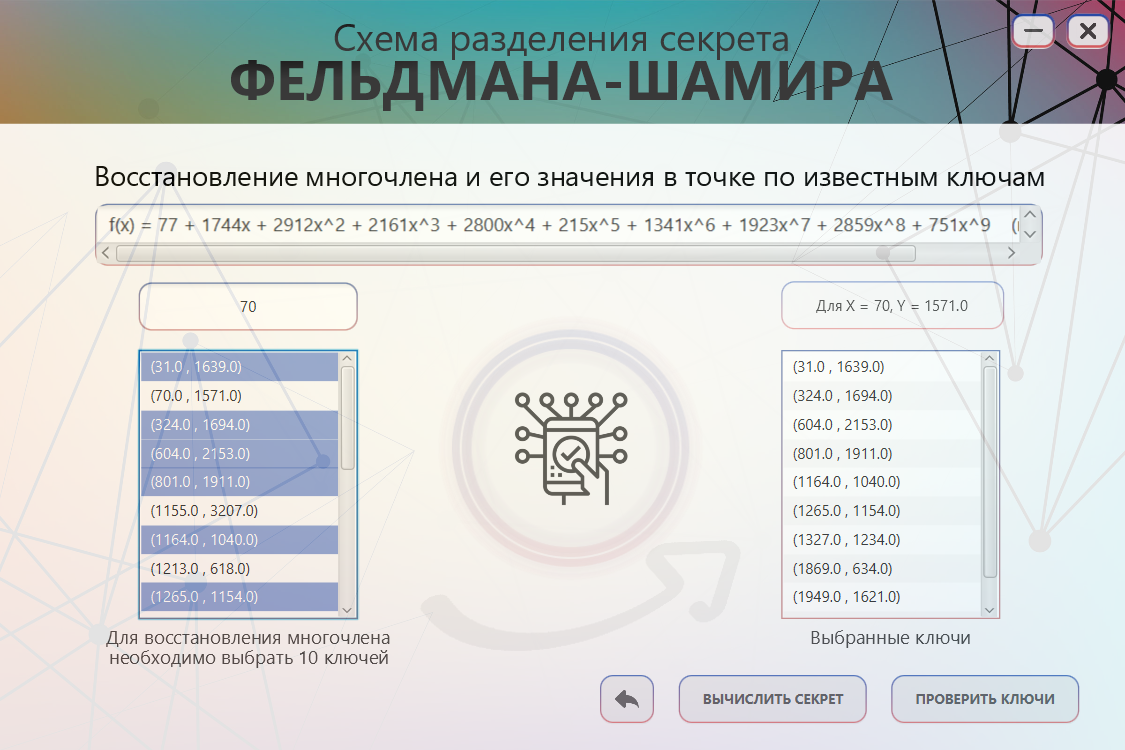 Схема разделения секрета
ФЕЛЬДМАНА-ШАМИРА
Восстановление многочлена и его значения в точке по известным ключам
f(x) = 77 + 1744x + 2912x^2 + 2161x^3 + 2800x^4 + 215x^5 + 1341x^6 + 1923x^7 + 2859x^8 + 751x^9
70
Для X = 70, Y = 1571.0
(31.0 , 1639.0)
(70.0 , 1571.0)
(324.0 , 1694.0)
(604.0 , 2153.0)
(801.0 , 1911.0)
(1155.0 , 3207.0)
(1164.0 , 1040.0)
(1213.0 , 618.0)
(1265.0 , 1154.0)
Для восстановления многочлена
необходимо выбрать 10 ключей
(31.0 , 1639.0)
(324.0 , 1694.0)
(604.0 , 2153.0)
(801.0 , 1911.0)
(1164.0 , 1040.0)
(1265.0 , 1154.0)
(1327.0 , 1234.0)
(1869.0 , 634.0)
(1949.0 , 1621.0)
Выбранные ключи
ВЫЧИСЛИТЬ СЕКРЕТ
ПРОВЕРИТЬ КЛЮЧИ